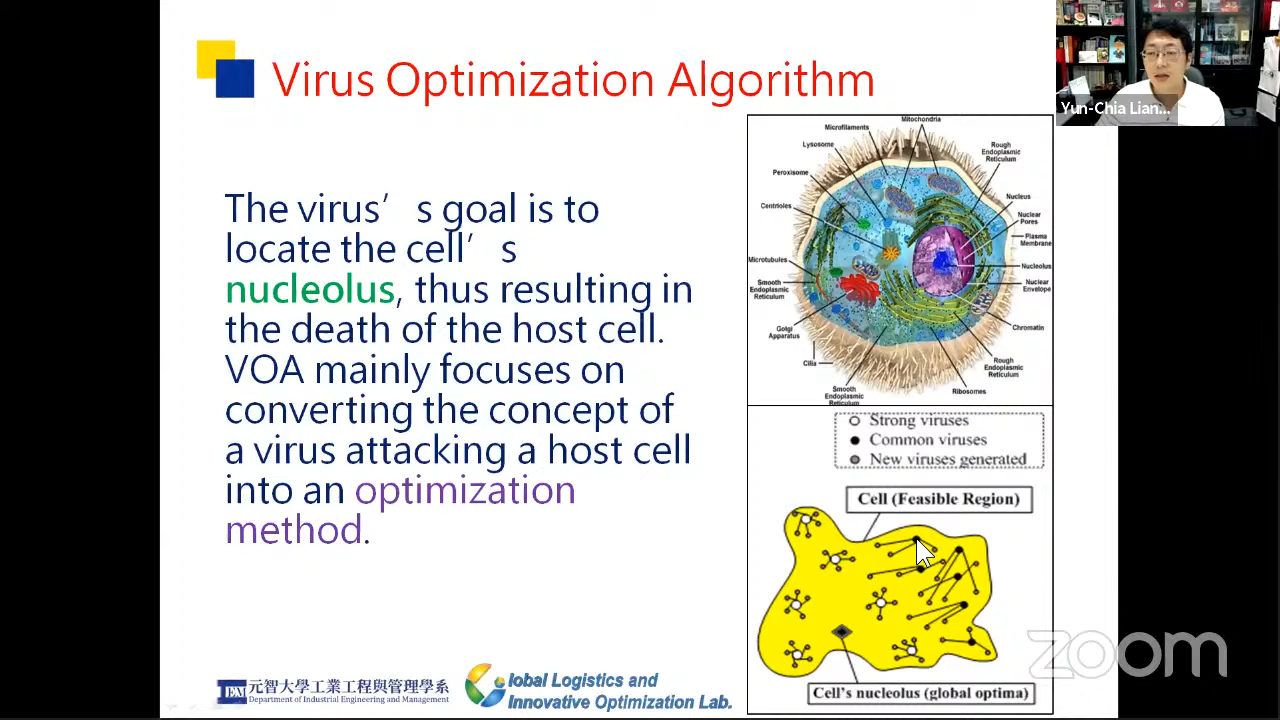 Virus Optimization Algorithm
Yun-Chia Lian...
The virus’s goal is to
locate the cell’s
nucleolus, thus resulting in
the death of the host cell.
VOA mainly focuses on
converting the concept of
a virus attacking a host cell
into an optimization
method.
Mitochondria
Microfilaments
Lysosome
Rough
Endoplasmic
Reticulum
Peroxisome
Nucleus
Centrioles
Nuclear
Pores
Plasma
Membrane
Microtubules
Nucleolus
Smooth
Endoplasmic
Reticulum
Nuclear
Envelope
Golgi
Apparatus
Chromatin
Cilia
Rough
Endoplasmic
Reticulum
Smooth
Endoplasmic
Reticulum
Ribosomes
Strong viruses
Common viruses
New viruses generated
Cell (Feasible Region)
Cell's nucleolus (global optima)
zoom
IEM 元智大學工業工程與管理學系
Department of Industrial Engineering and Management
Global Logistics and
Innovative Optimization Lab.